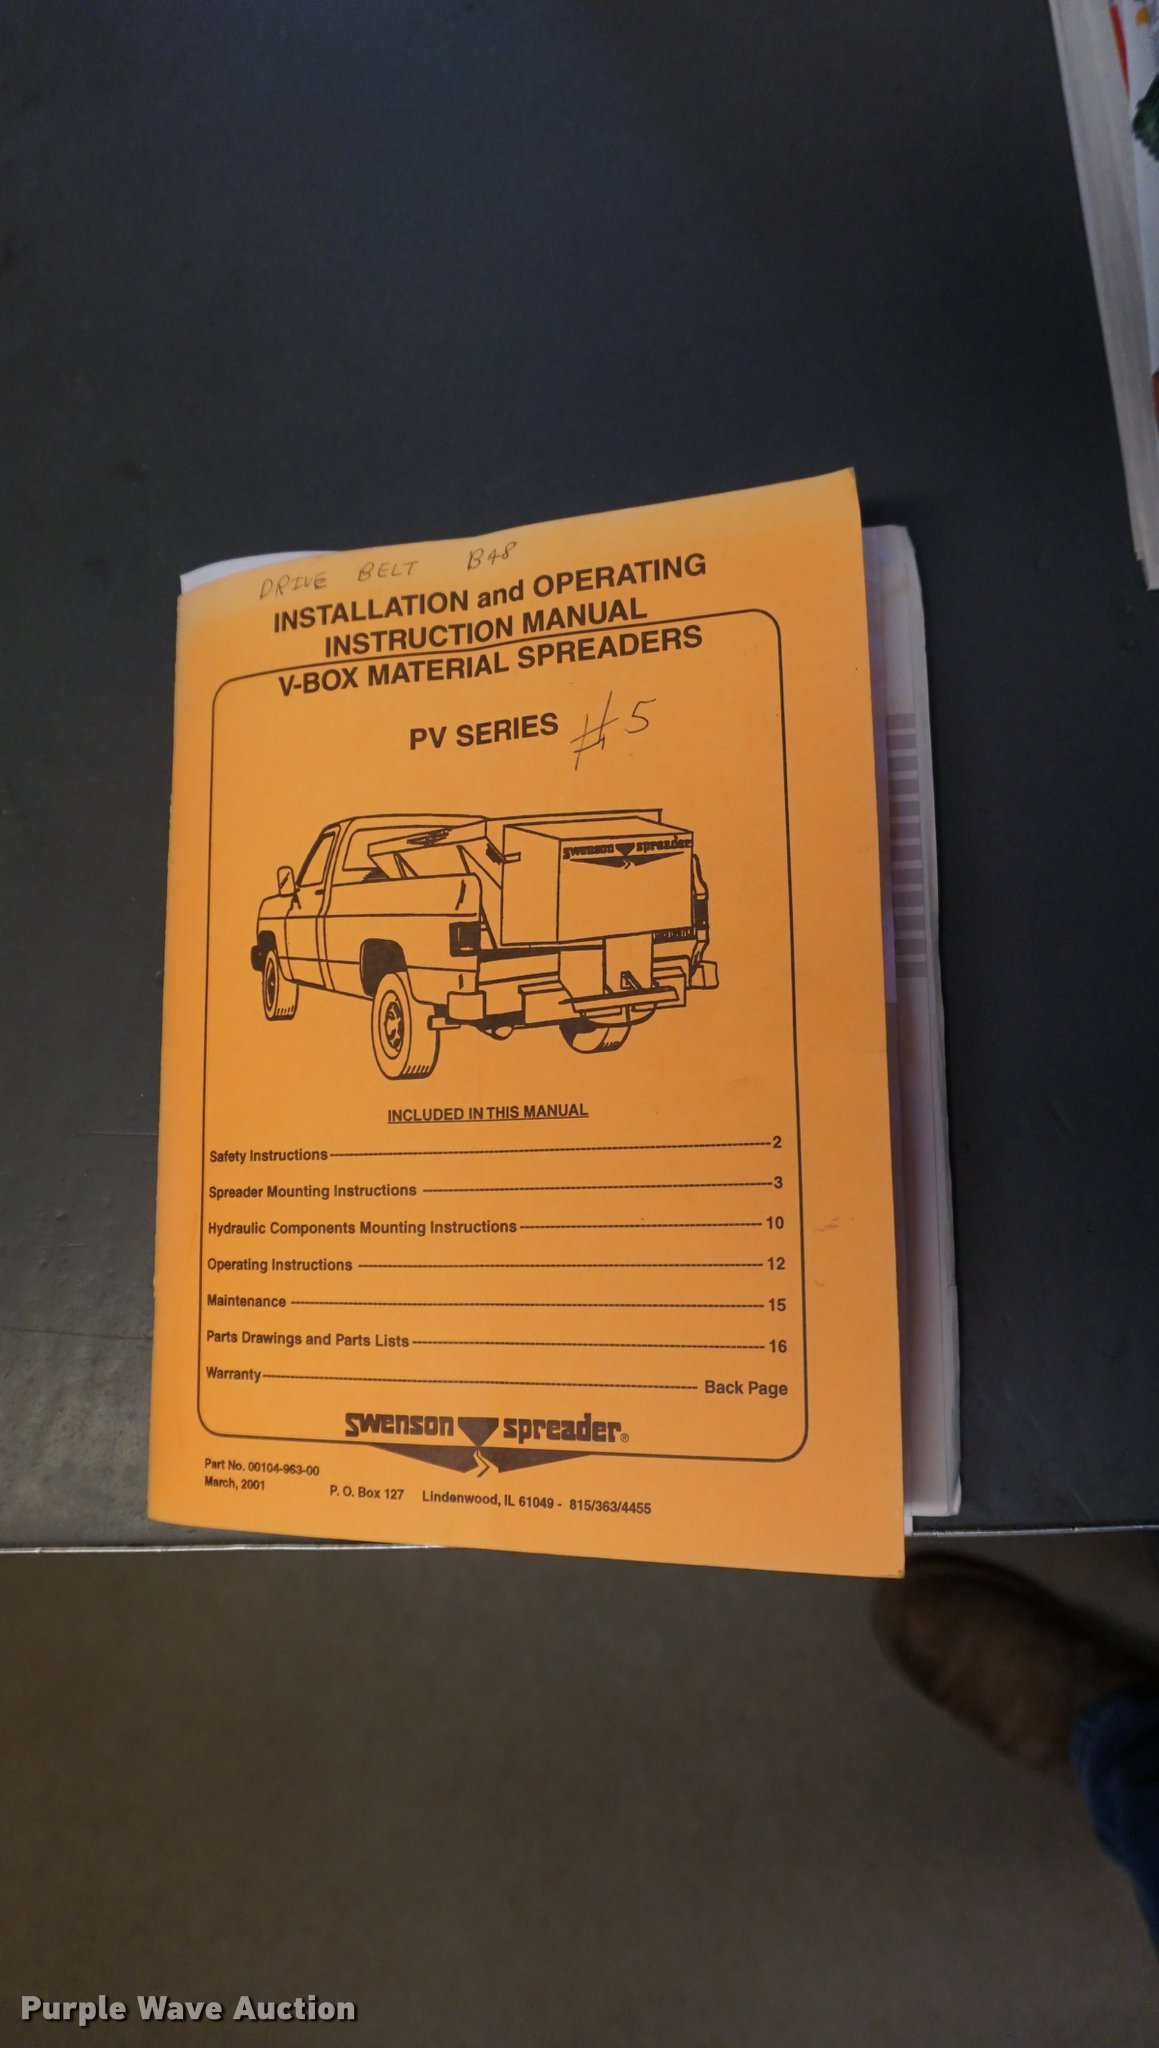 DRIVE BELT B48
INSTALLATION and OPERATING
INSTRUCTION MANUAL
V-BOX MATERIAL SPREADERS
PV SERIES #5
swenson spreader
INCLUDED IN THIS MANUAL
Safety Instructions 2
Spreader Mounting Instructions 3
Hydraulic Components Mounting Instructions 10
Operating Instructions 12
Maintenance 15
Parts Drawings and Parts Lists 16
Warranty Back Page
swenson spreader®
Part No. 00104-963-00
March, 2001
P. O. Box 127 Lindenwood, IL 61049 - 815/363/4455
Purple Wave Auction